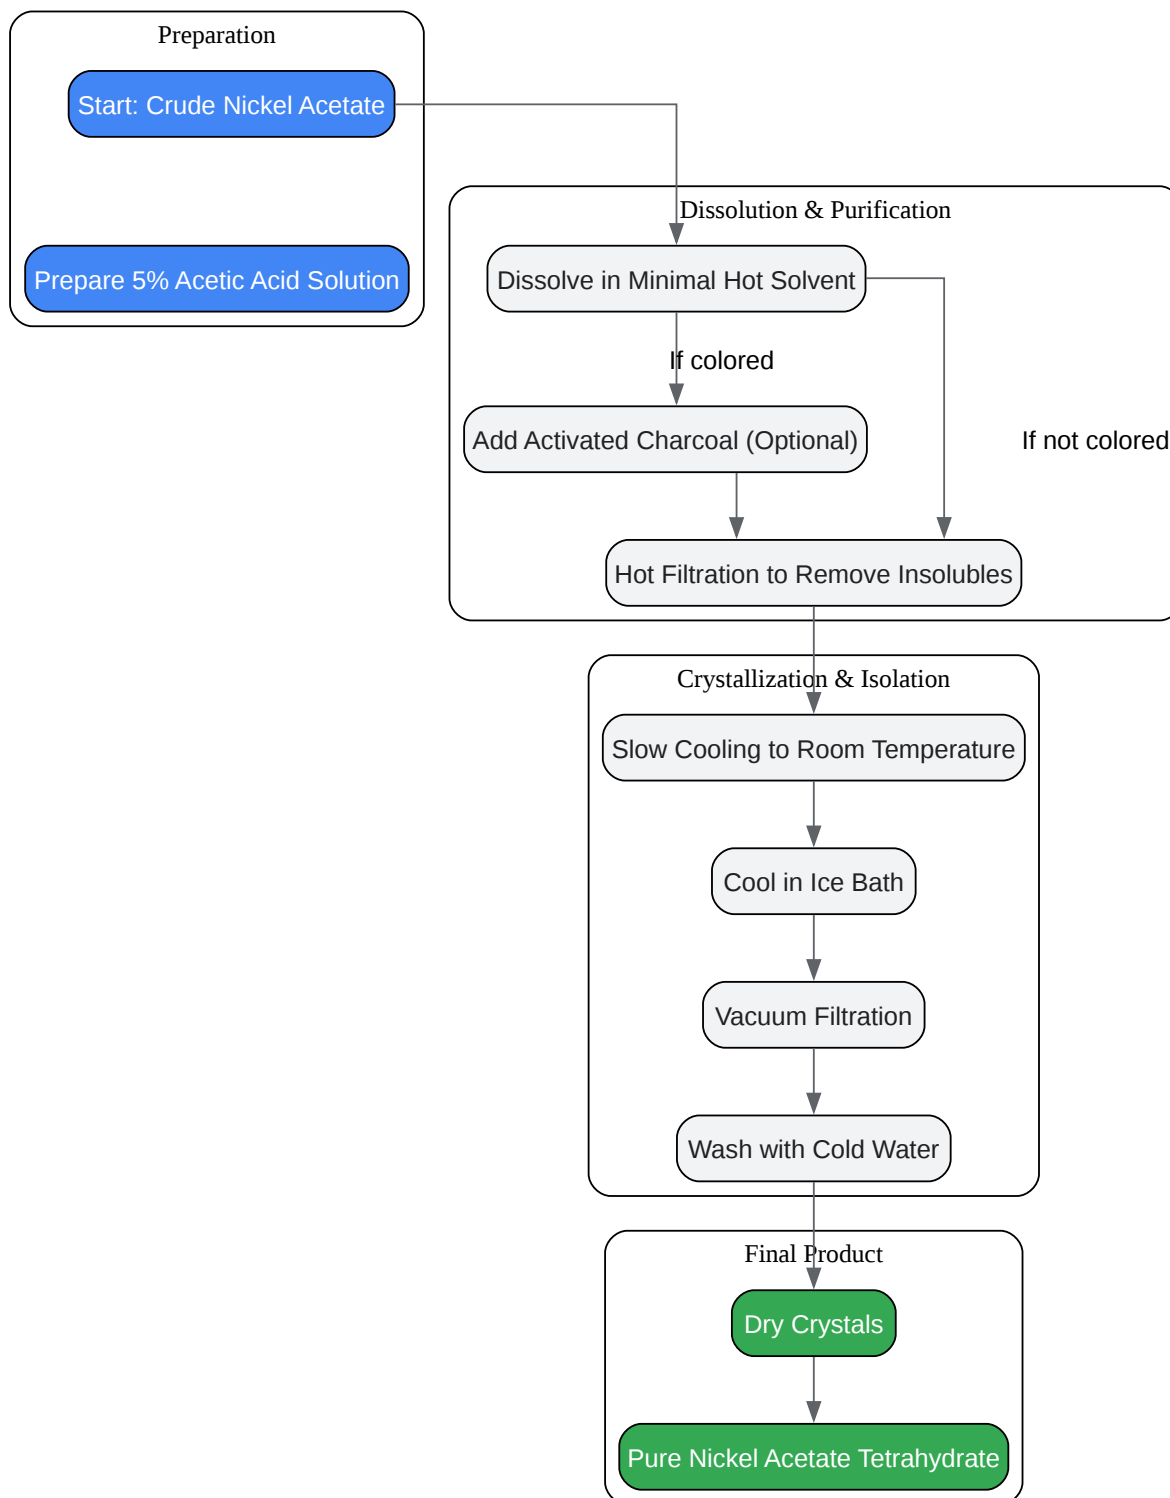 Preparation
Start: Crude Nickel Acetate
Prepare 5% Acetic Acid Solution
Dissolution & Purification
Dissolve in Minimal Hot Solvent
If colored
Add Activated Charcoal (Optional)
If not colored
Hot Filtration to Remove Insolubles
Crystallization & Isolation
Slow Cooling to Room Temperature
Cool in Ice Bath
Vacuum Filtration
Wash with Cold Water
Final Product
Dry Crystals
Pure Nickel Acetate Tetrahydrate